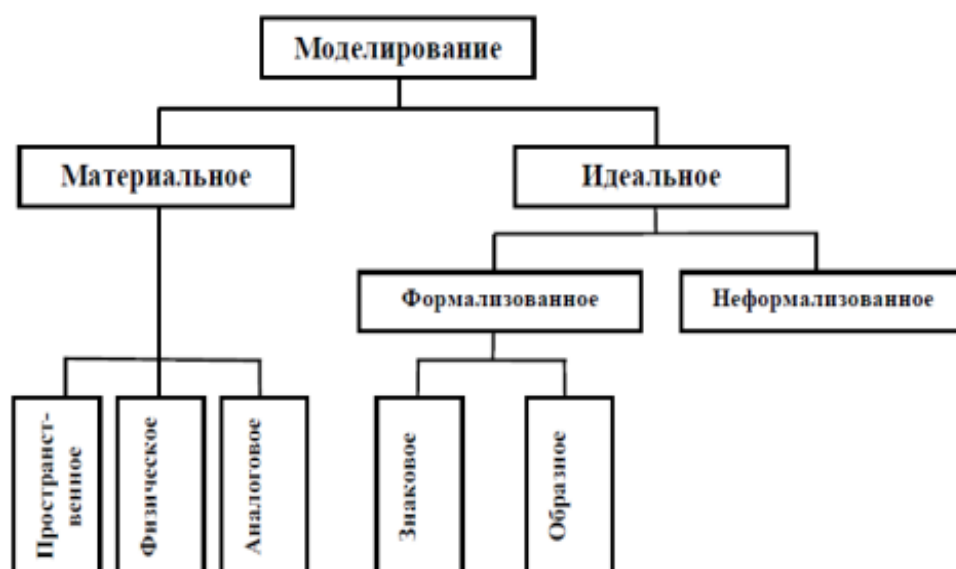 Моделирование
Материальное
Идеальное
Формализованное
Неформализованное
Пространст-
венное
Физическое
Аналоговое
Знаковое
Образное